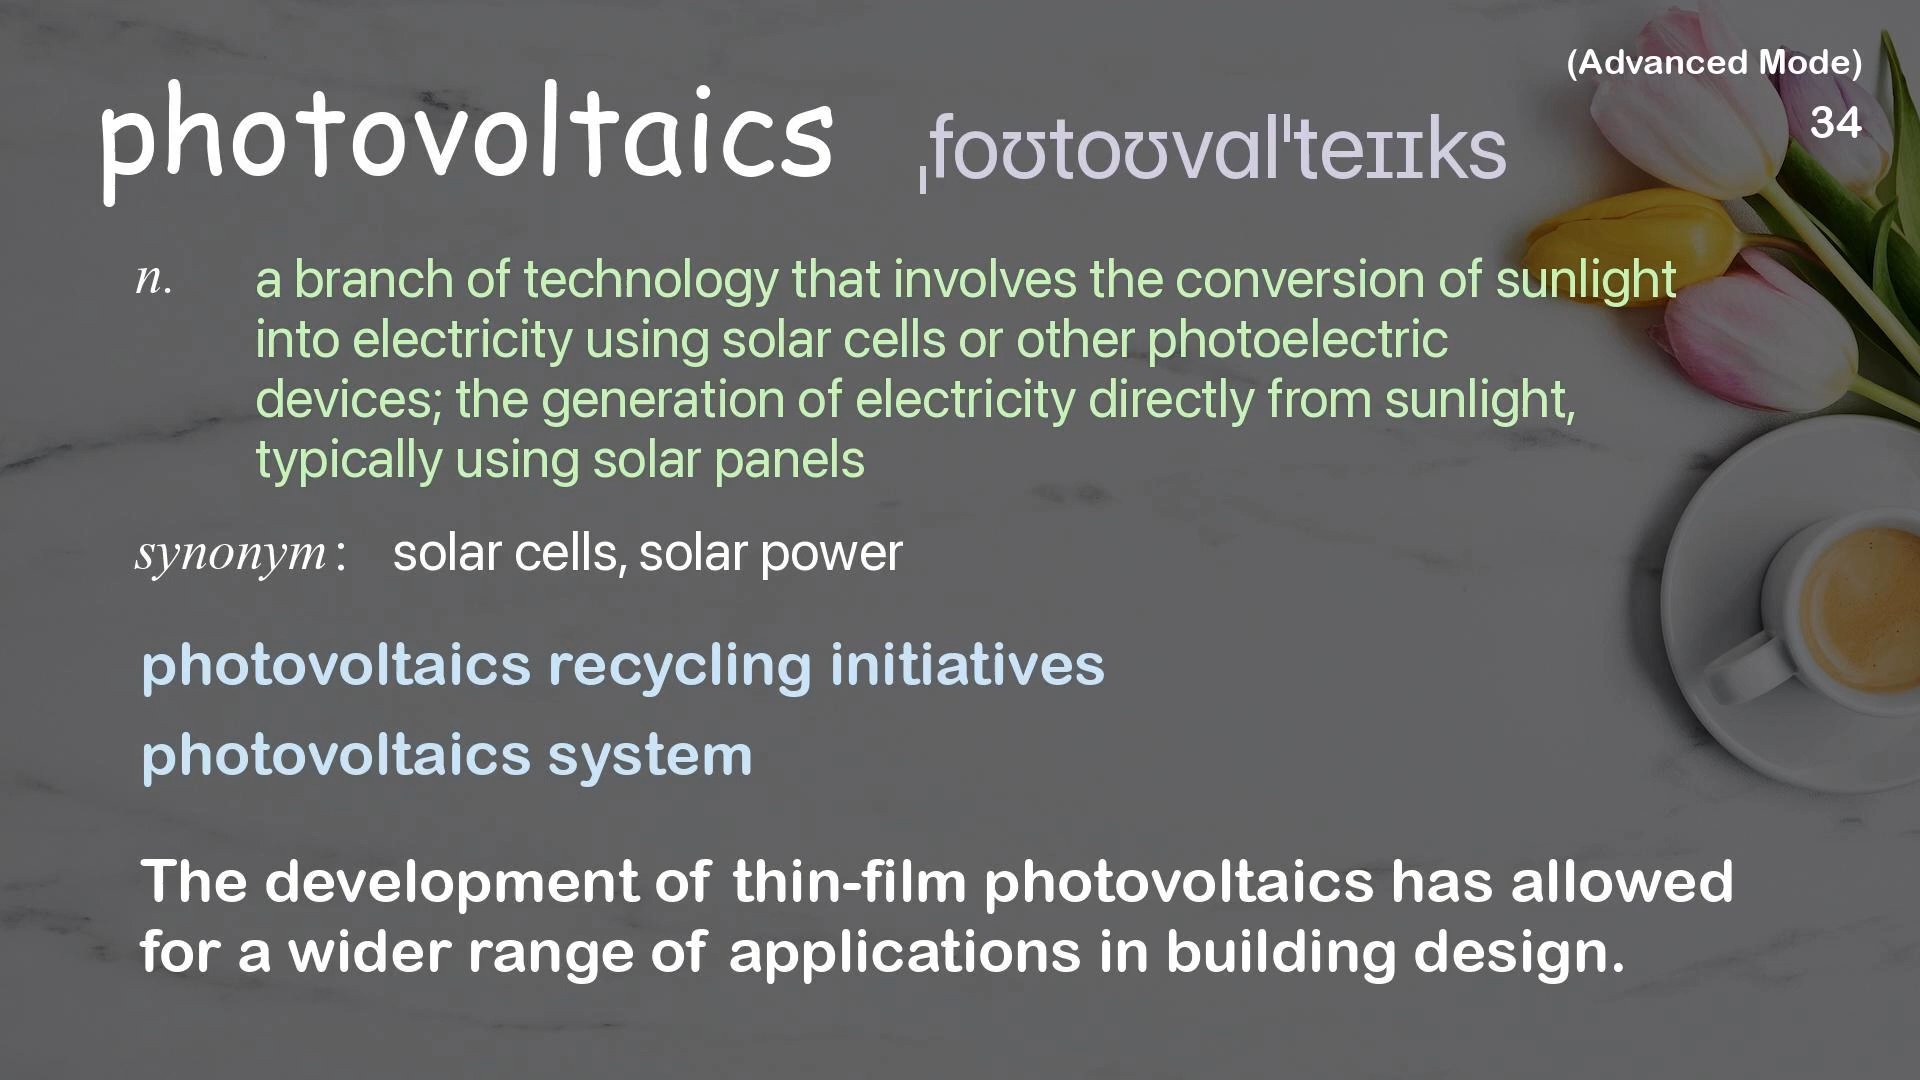 (Advanced Mode)
photovoltaics ˌfoʊtoʊvɑlˈteɪɪks
34
n. a branch of technology that involves the conversion of sunlight
into electricity using solar cells or other photoelectric
devices; the generation of electricity directly from sunlight,
typically using solar panels
synonym: solar cells, solar power
photovoltaics recycling initiatives
photovoltaics system
The development of thin-film photovoltaics has allowed
for a wider range of applications in building design.